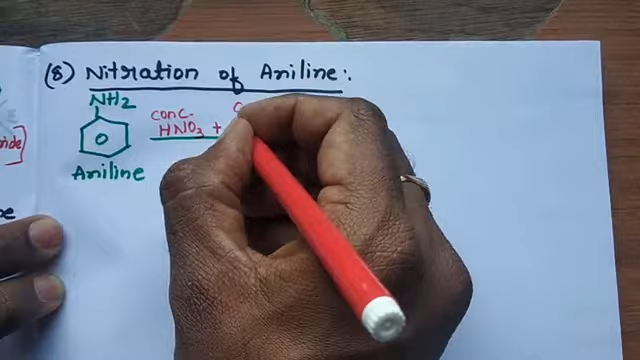 (8) Nitration of Aniline:
NH2
conc.
HNO3 +
Aniline